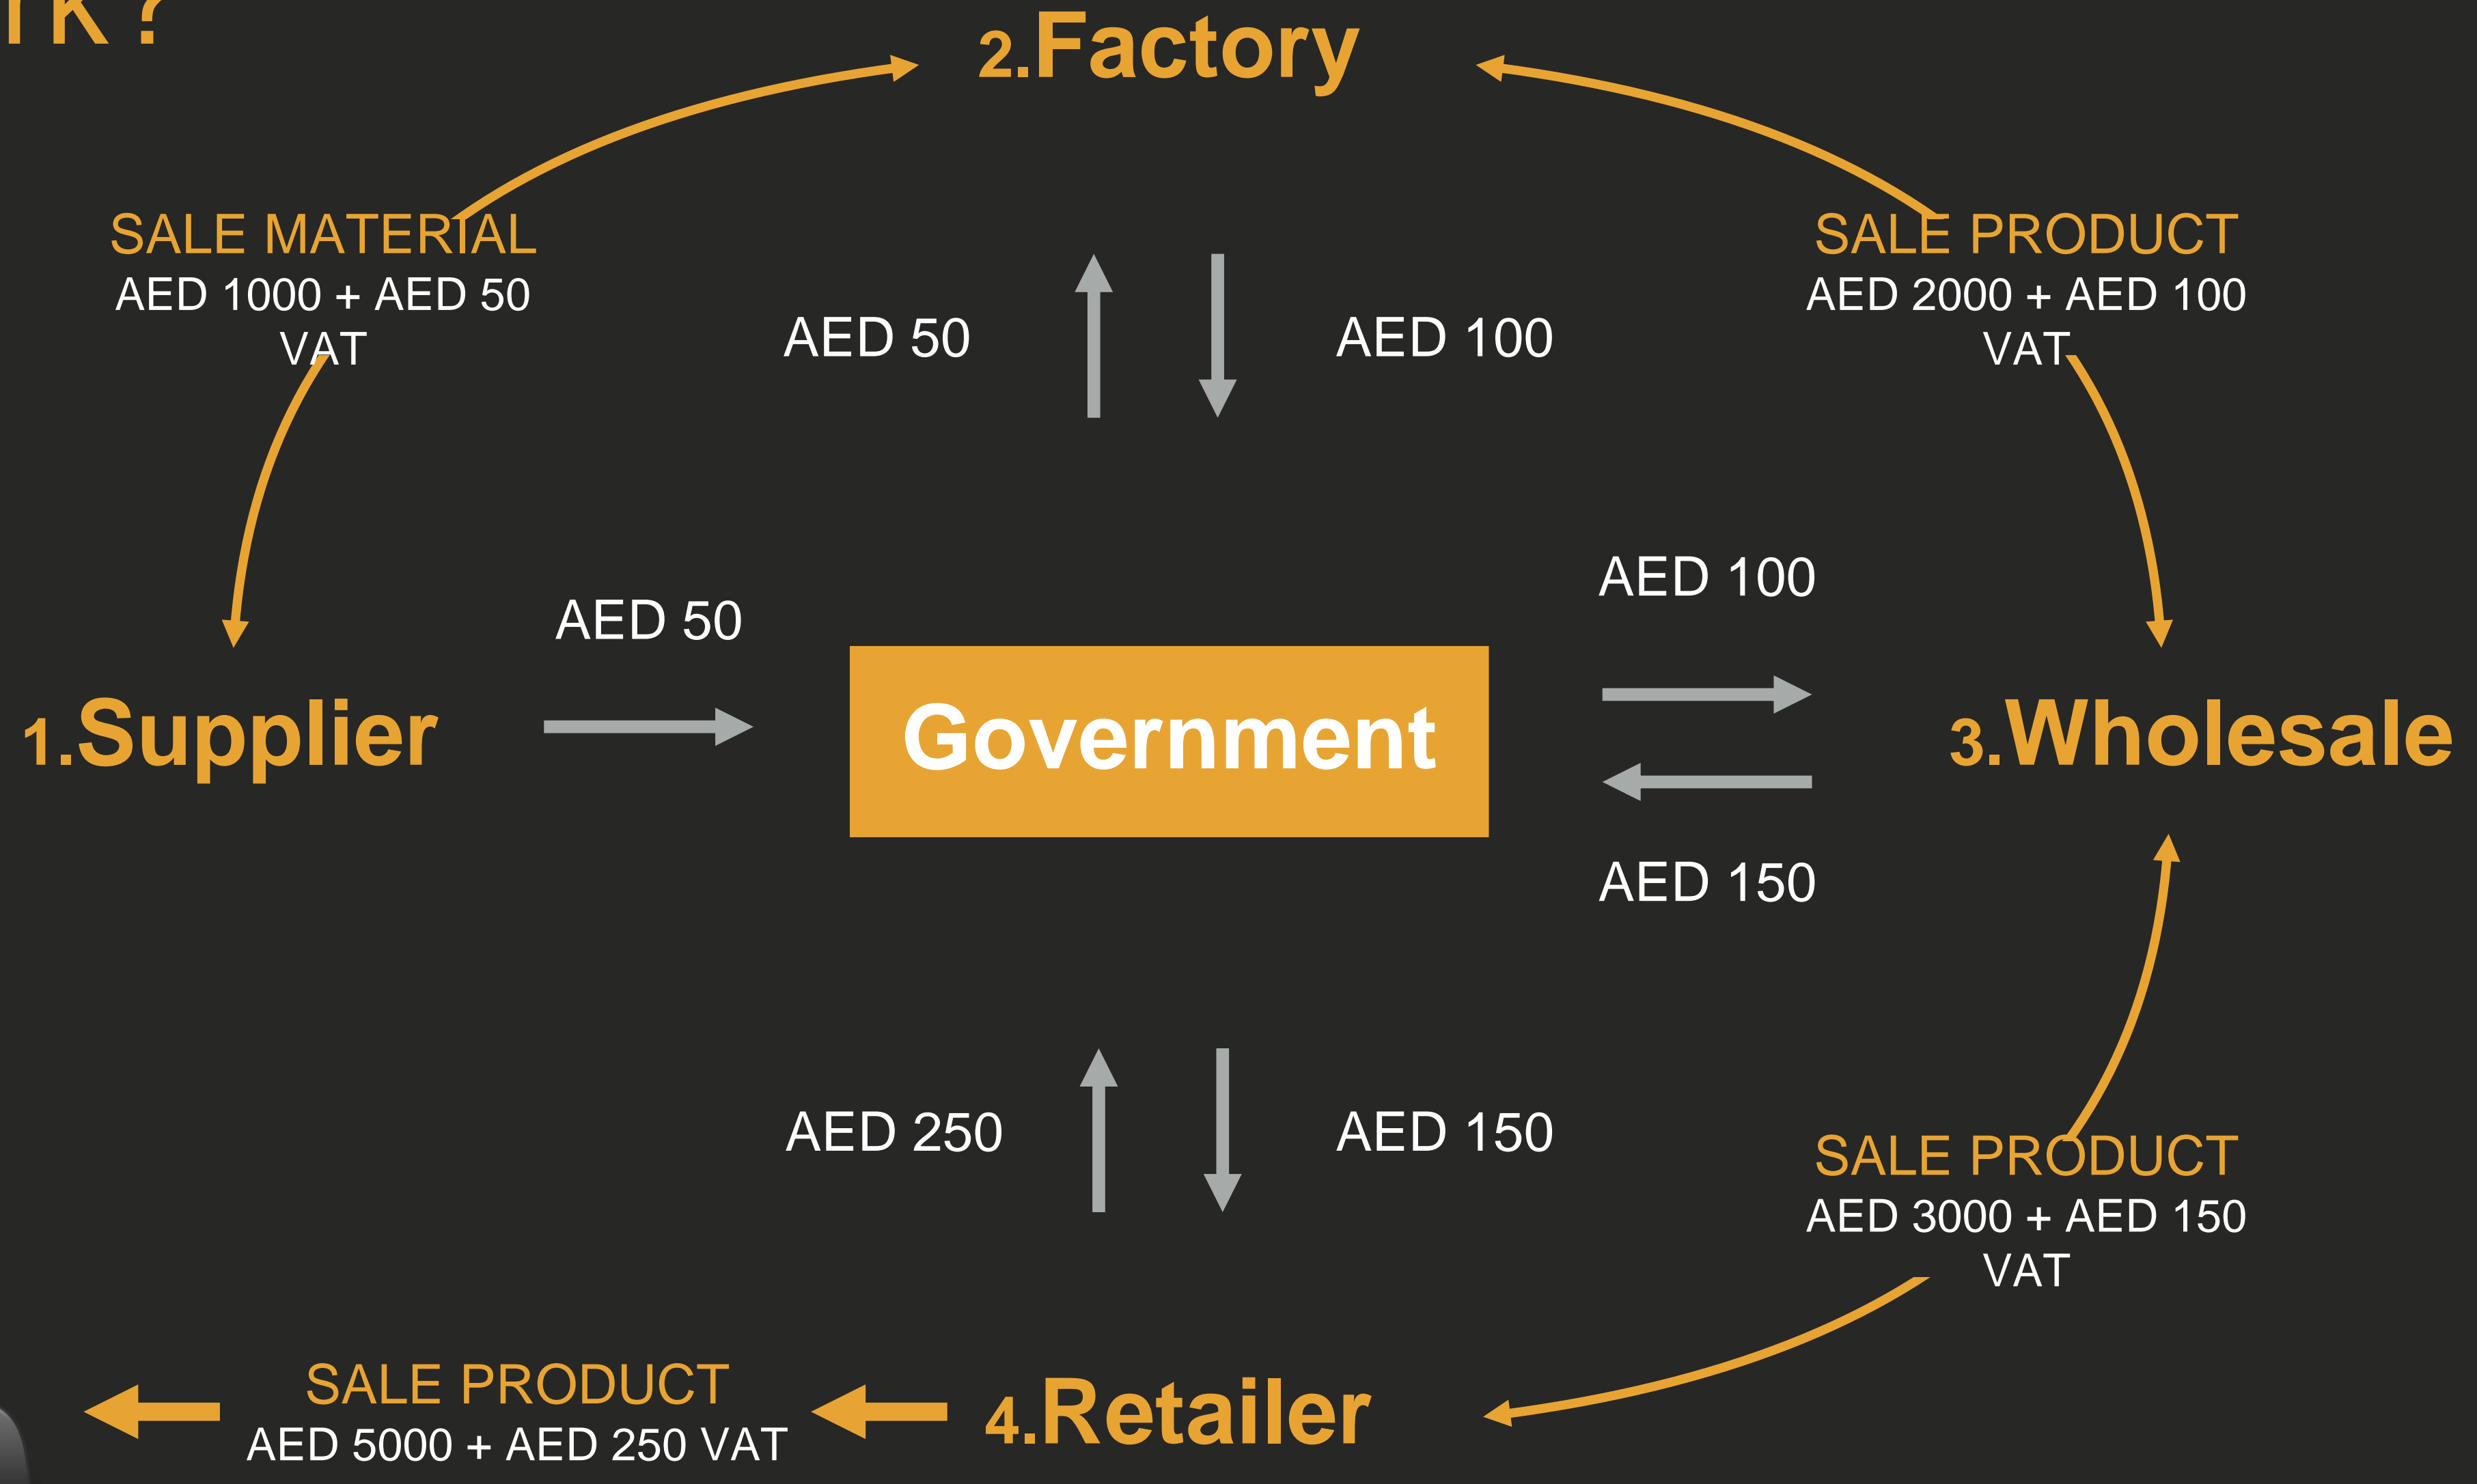 2.Factory
SALE MATERIAL
AED 1000 + AED 50
VAT
SALE PRODUCT
AED 2000 + AED 100
VAT
AED 50
AED 100
AED 50
AED 100
1.Supplier
Government
3.Wholesale
AED 150
AED 250
AED 150
SALE PRODUCT
AED 3000 + AED 150
VAT
SALE PRODUCT
AED 5000 + AED 250 VAT
4.Retailer